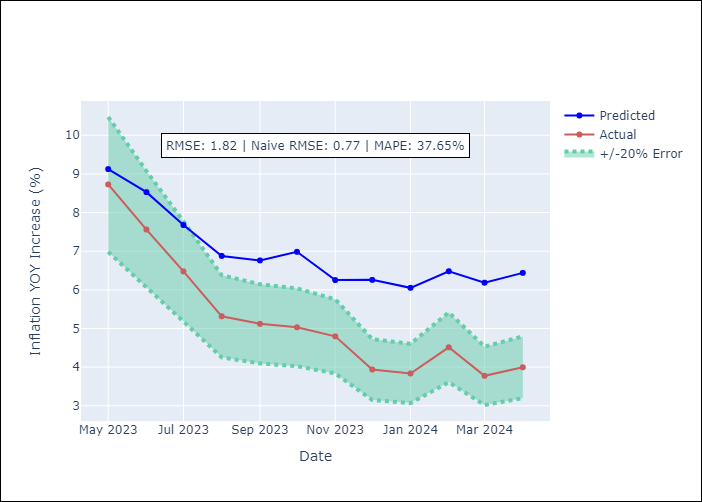 RMSE: 1.82 | Naive RMSE: 0.77 | MAPE: 37.65%
Predicted
Actual
+/-20% Error
Inflation YOY Increase (%)
10
9
8
7
6
5
4
3
May 2023 Jul 2023 Sep 2023 Nov 2023 Jan 2024 Mar 2024
Date